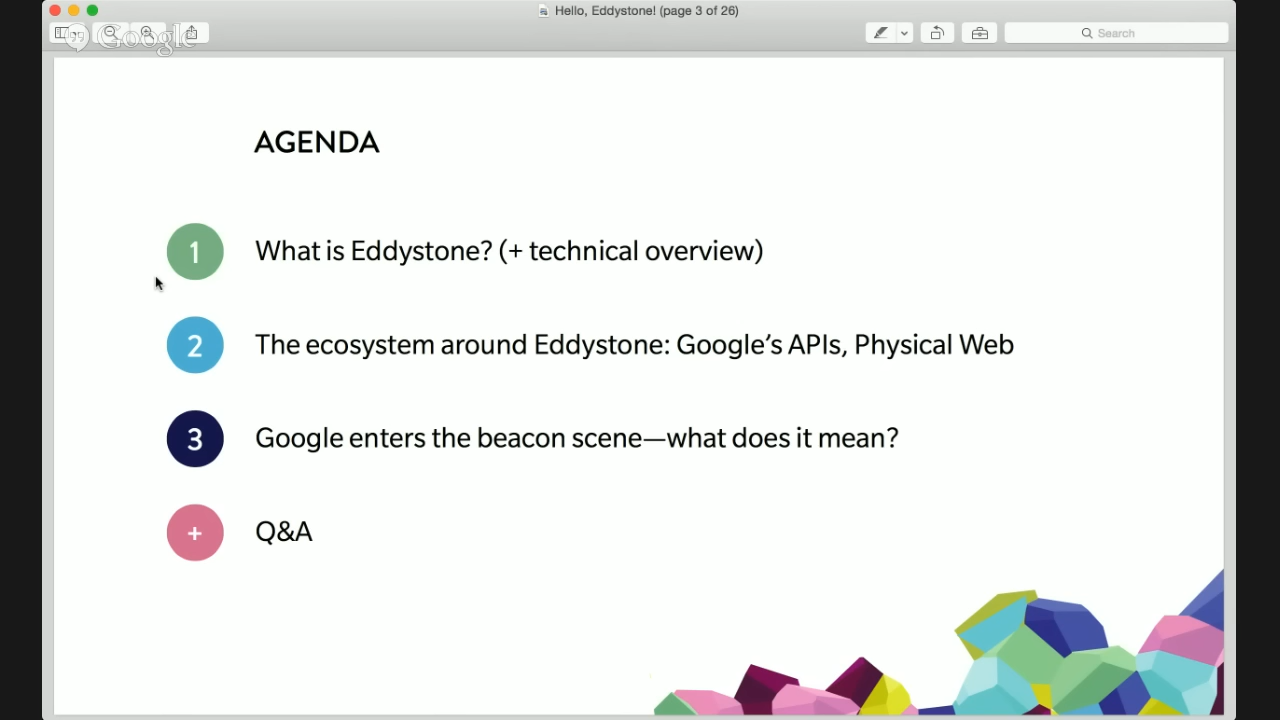 Hello, Eddystone! (page 3 of 26)
Google
Search
AGENDA
1 What is Eddystone? (+ technical overview)
2 The ecosystem around Eddystone: Google’s APIs, Physical Web
3 Google enters the beacon scene—what does it mean?
+ Q&A